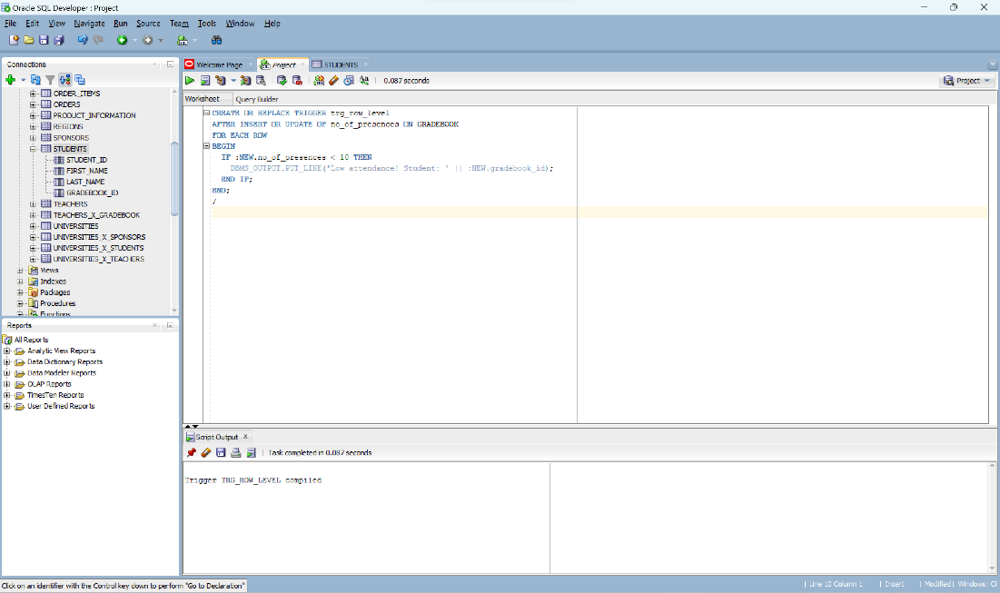 Oracle SQL Developer : Project
File Edit View Navigate Run Source Team Tools Window Help
Connections
ORDER_ITEMS
ORDERS
PRODUCT_INFORMATION
REGIONS
SPONSORS
STUDENTS
STUDENT_ID
FIRST_NAME
LAST_NAME
GRADEBOOK_ID
TEACHERS
TEACHERS_X_GRADEBOOK
UNIVERSITIES
UNIVERSITIES_X_SPONSORS
UNIVERSITIES_X_STUDENTS
UNIVERSITIES_X_TEACHERS
Views
Indexes
Packages
Procedures
Functions
Reports
All Reports
Analytic View Reports
Data Dictionary Reports
Data Modeler Reports
OLAP Reports
TimesTen Reports
User Defined Reports
Welcome Page Project STUDENTS
0.087 seconds Project
Worksheet Query Builder
CREATE OR REPLACE TRIGGER trg_row_level
AFTER INSERT OR UPDATE OF no_of_presences ON GRADEBOOK
FOR EACH ROW
BEGIN
IF :NEW.no_of_presences < 10 THEN
DBMS_OUTPUT.PUT_LINE('Low attendance! Student: ' || :NEW.gradebook_id);
END IF;
END;
/
Script Output
Task completed in 0.087 seconds
Trigger TRG_ROW_LEVEL compiled
Click on an identifier with the Control key down to perform "Go to Declaration"
Line 10 Column 1 | Insert | Modified | Windows: Cl